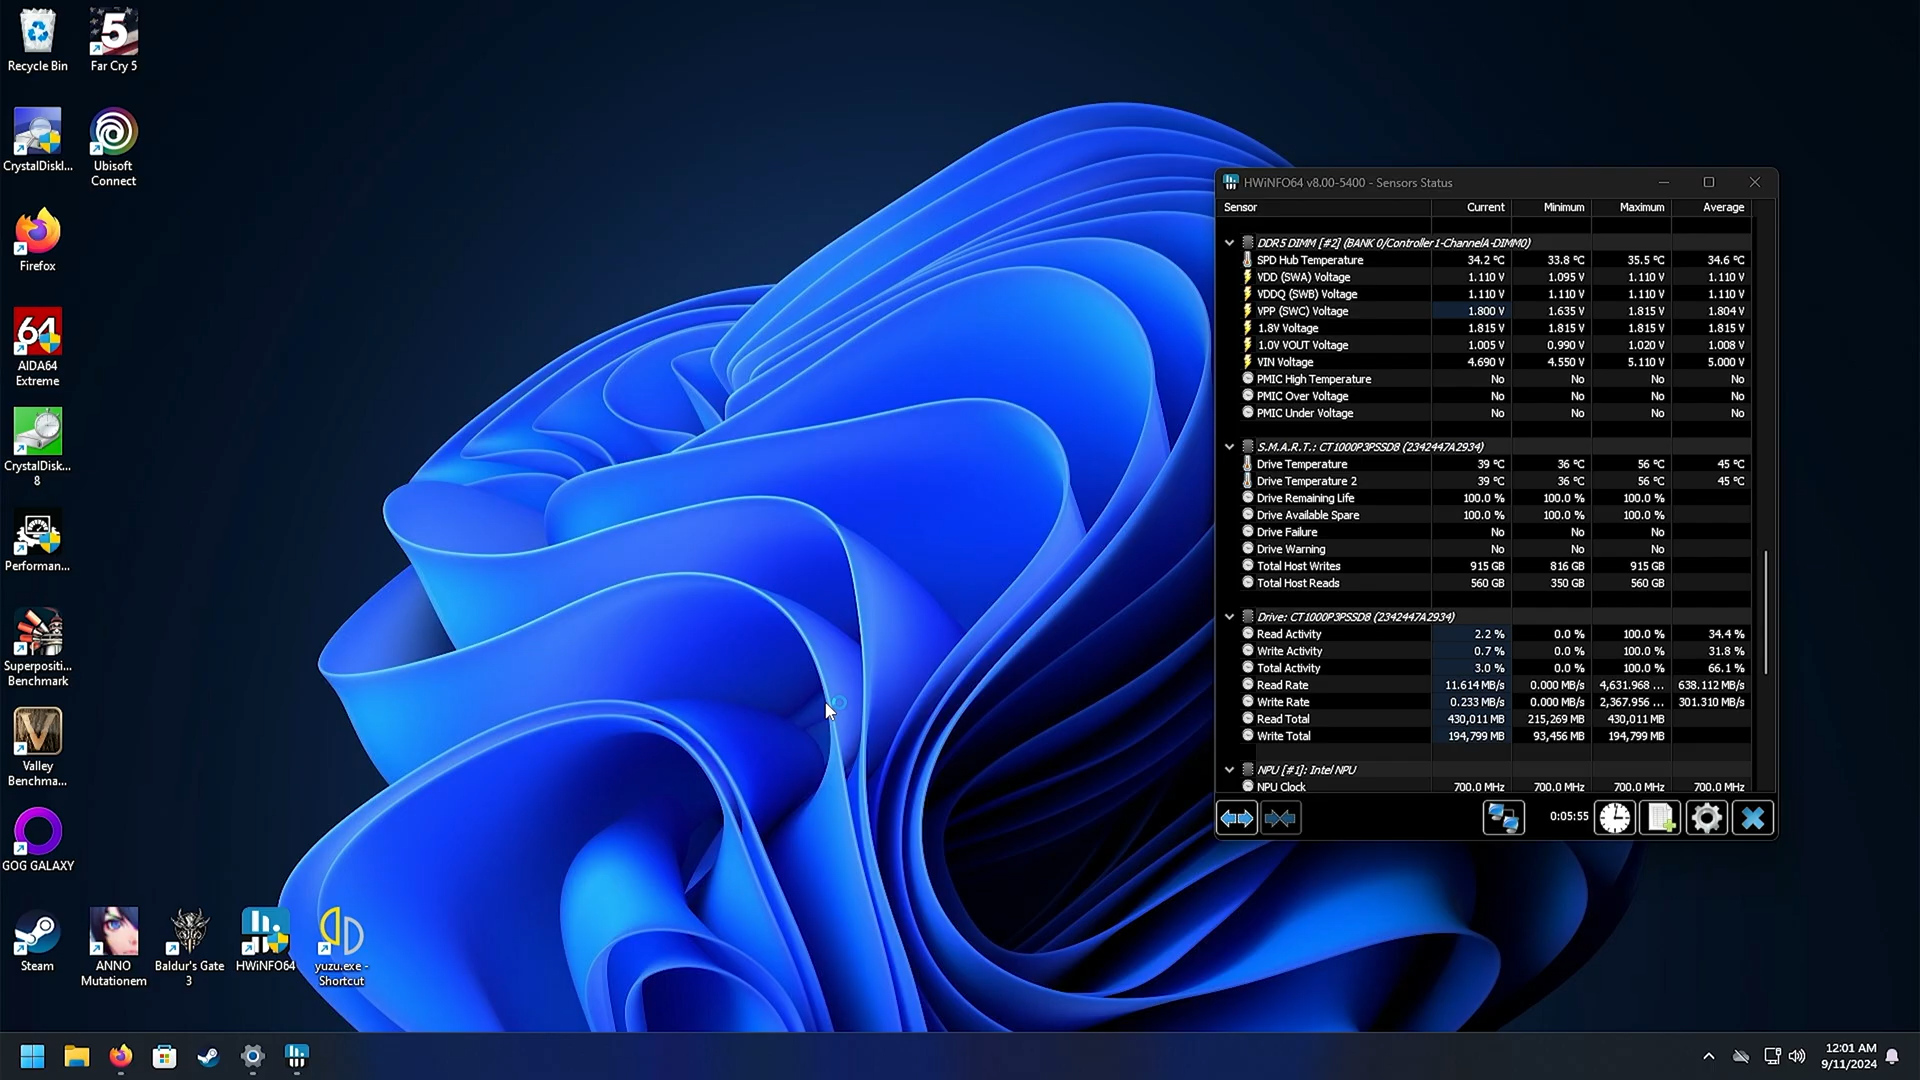 Recycle Bin
Far Cry 5
CrystalDiskI...
Ubisoft
Connect
Firefox
64
AIDA64
Extreme
CrystalDisk...
8
Performan...
Superpositi...
Benchmark
Valley
Benchma...
GOG GALAXY
Steam
ANNO
Mutationem
Baldur's Gate
3
HWiNFO64
yuzu.exe -
Shortcut
HWiNFO64 v8.00-5400 - Sensors Status
Sensor Current Minimum Maximum Average
DDR5 DIMM [#2] (BANK 0/Controller1-ChannelA-DIMM0)
SPD Hub Temperature 34.2 °C 33.8 °C 35.5 °C 34.6 °C
VDD (SWA) Voltage 1.110 V 1.095 V 1.110 V 1.110 V
VDDQ (SWB) Voltage 1.110 V 1.110 V 1.110 V 1.110 V
VPP (SWC) Voltage 1.800 V 1.635 V 1.815 V 1.804 V
1.8V Voltage 1.815 V 1.815 V 1.815 V 1.815 V
1.0V VOUT Voltage 1.005 V 0.990 V 1.020 V 1.008 V
VIN Voltage 4.690 V 4.550 V 5.110 V 5.000 V
PMIC High Temperature No No No No
PMIC Over Voltage No No No No
PMIC Under Voltage No No No No
S.M.A.R.T.: CT1000P3PSSD8 (2342447A2934)
Drive Temperature 39 °C 36 °C 56 °C 45 °C
Drive Temperature 2 39 °C 36 °C 56 °C 45 °C
Drive Remaining Life 100.0 % 100.0 % 100.0 %
Drive Available Spare 100.0 % 100.0 % 100.0 %
Drive Failure No No No
Drive Warning No No No
Total Host Writes 915 GB 816 GB 915 GB
Total Host Reads 560 GB 350 GB 560 GB
Drive: CT1000P3PSSD8 (2342447A2934)
Read Activity 2.2 % 0.0 % 100.0 % 34.4 %
Write Activity 0.7 % 0.0 % 100.0 % 31.8 %
Total Activity 3.0 % 0.0 % 100.0 % 66.1 %
Read Rate 11.614 MB/s 0.000 MB/s 4,631.968 ... 638.112 MB/s
Write Rate 0.233 MB/s 0.000 MB/s 2,367.956 ... 301.310 MB/s
Read Total 430,011 MB 215,269 MB 430,011 MB
Write Total 194,799 MB 93,456 MB 194,799 MB
NPU [#1]: Intel NPU
NPU Clock 700.0 MHz 700.0 MHz 700.0 MHz 700.0 MHz
0:05:55
12:01 AM
9/11/2024